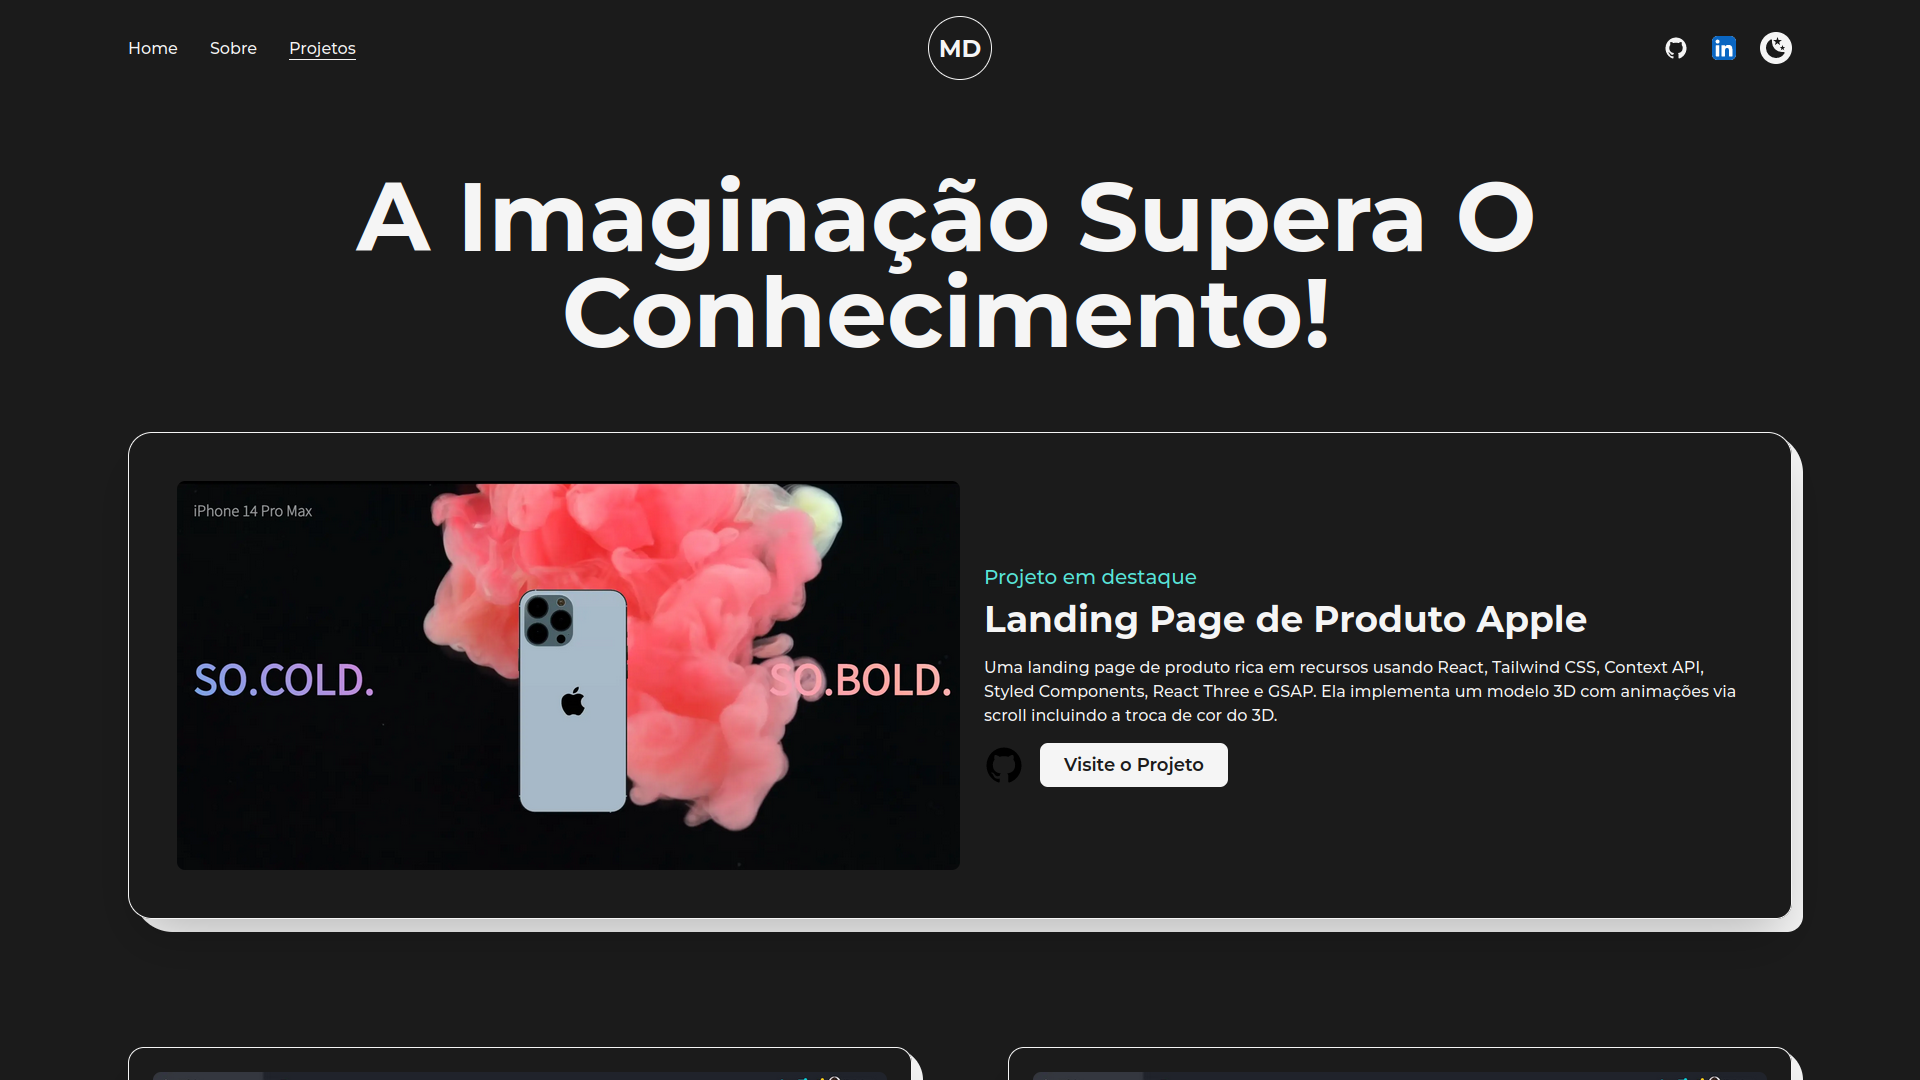 Home
Sobre
Projetos
MD
in
A Imaginação Supera O
Conhecimento!
iPhone 14 Pro Max
SO.COLD.
SO.BOLD.
Projeto em destaque
Landing Page de Produto Apple
Uma landing page de produto rica em recursos usando React, Tailwind CSS, Context API,
Styled Components, React Three e GSAP. Ela implementa um modelo 3D com animações via
scroll incluindo a troca de cor do 3D.
Visite o Projeto